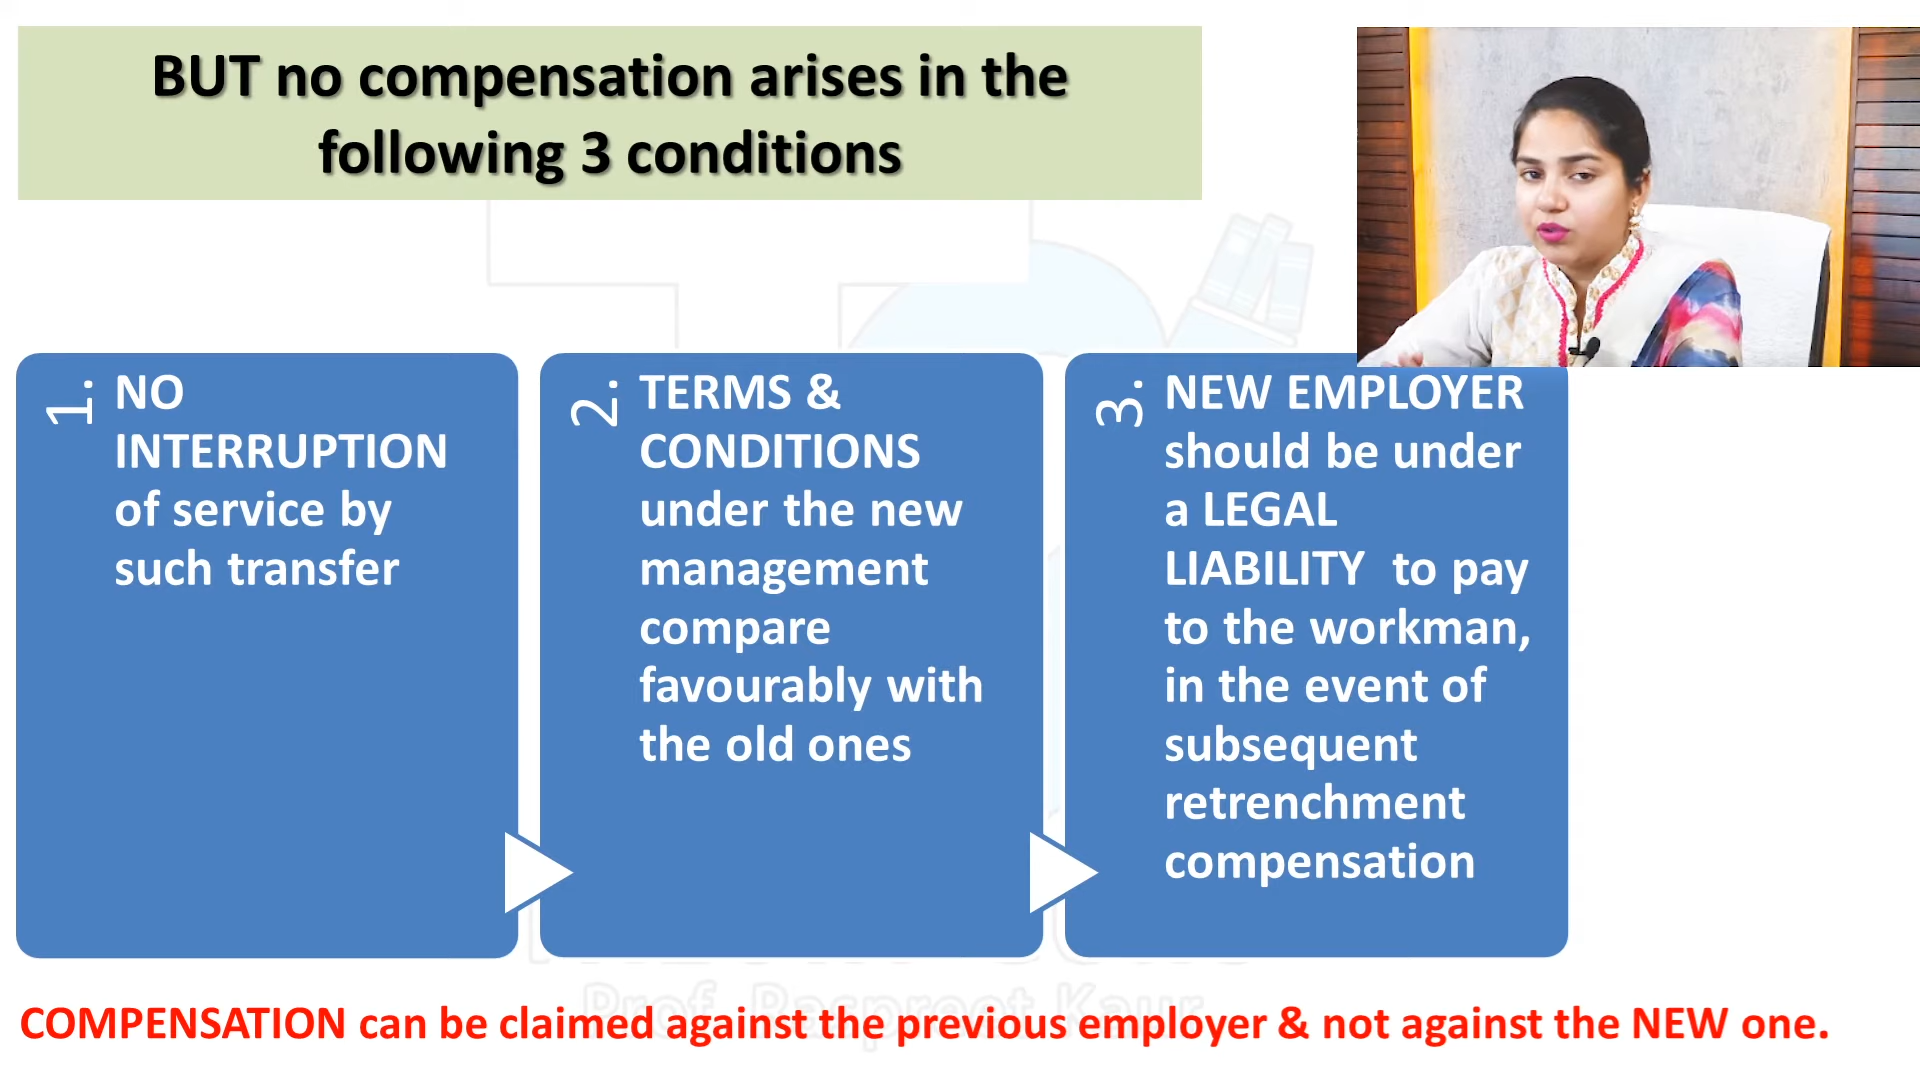 BUT no compensation arises in the
following 3 conditions
1.
NO
INTERRUPTION
of service by
such transfer
2.
TERMS &
CONDITIONS
under the new
management
compare
favourably with
the old ones
3.
NEW EMPLOYER
should be under
a LEGAL
LIABILITY to pay
to the workman,
in the event of
subsequent
retrenchment
compensation
Prof. Raspreet Kaur
COMPENSATION can be claimed against the previous employer & not against the NEW one.